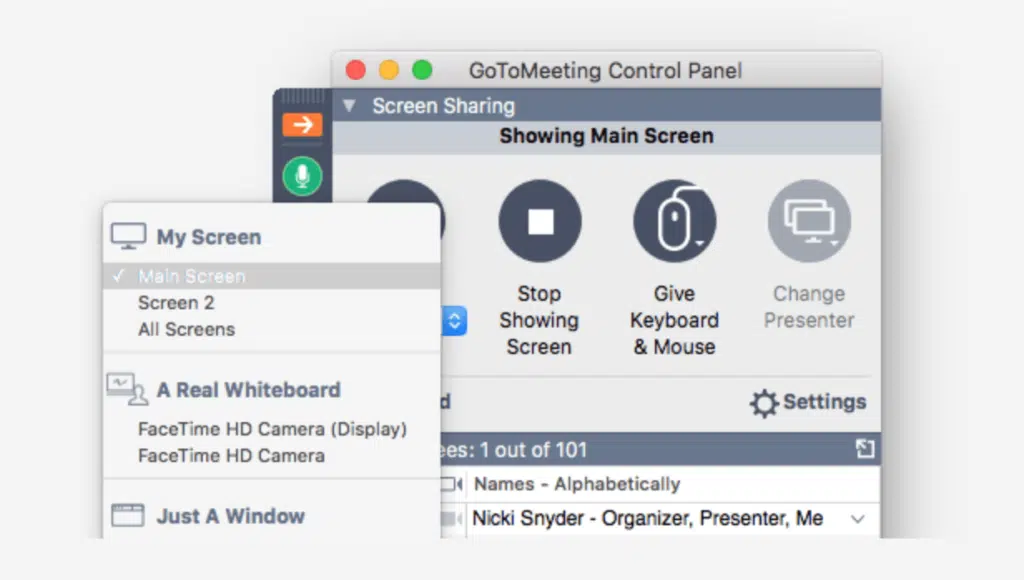 GoToMeeting Control Panel
Screen Sharing
Showing Main Screen
My Screen
✓ Main Screen
Screen 2
All Screens
A Real Whiteboard
FaceTime HD Camera (Display)
FaceTime HD Camera
Just A Window
Stop
Showing
Screen
Give
Keyboard
& Mouse
Change
Presenter
Settings
1 out of 101
Names - Alphabetically
Nicki Snyder - Organizer, Presenter, Me